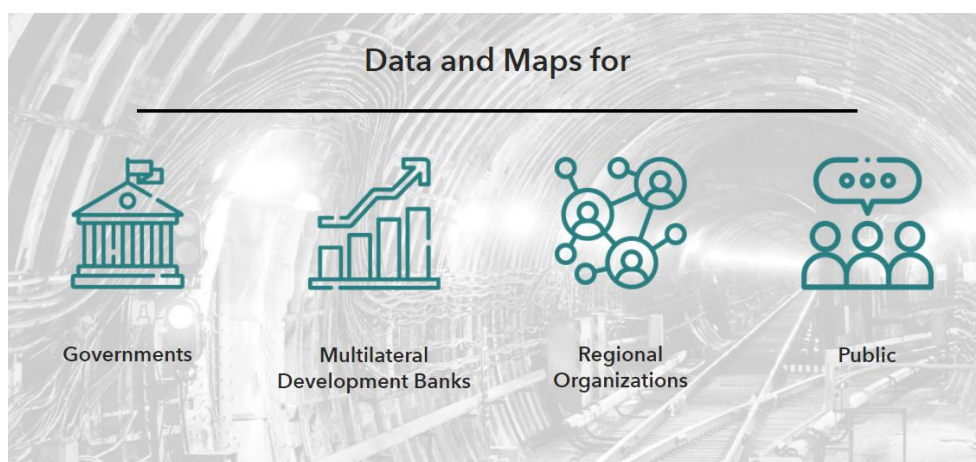 Data and Maps for
Governments
Multilateral
Development Banks
Regional
Organizations
Public